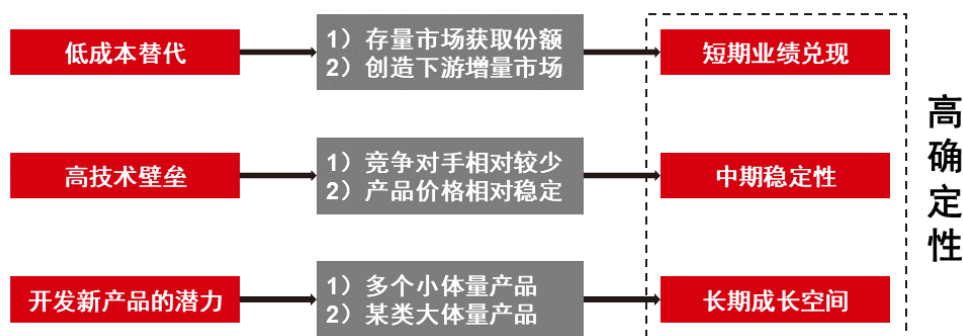 低成本替代
1）存量市场获取份额
2）创造下游增量市场
短期业绩兑现
高技术壁垒
1）竞争对手相对较少
2）产品价格相对稳定
中期稳定性
开发新产品的潜力
1）多个小体量产品
2）某类大体量产品
长期成长空间
高确定性